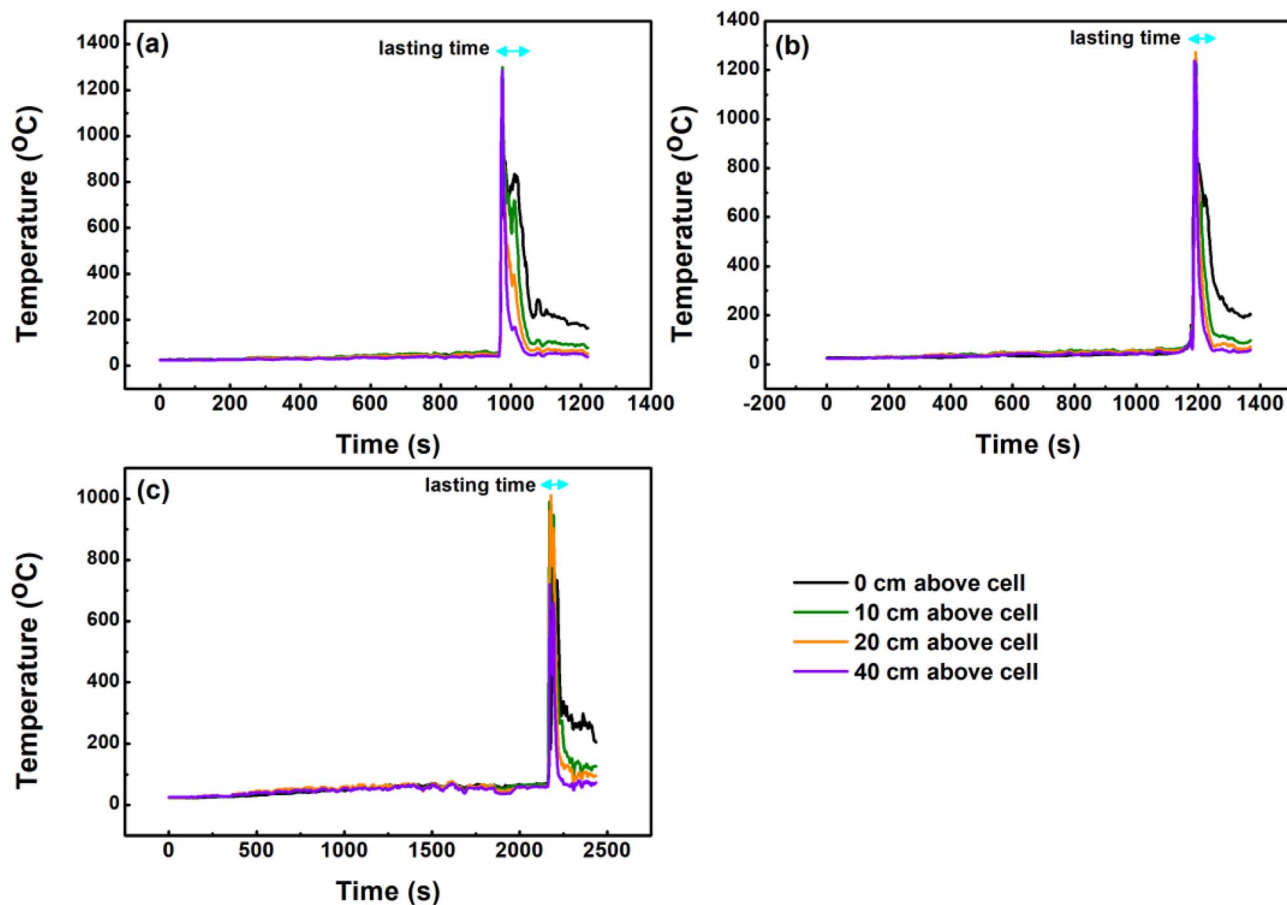 (a)
lasting time
1400
1200
1000
800
600
400
200
0
Temperature (°C)
0 200 400 600 800 1000 1200 1400
Time (s)
(b)
lasting time
1400
1200
1000
800
600
400
200
0
Temperature (°C)
-200 0 200 400 600 800 1000 1200 1400
Time (s)
(c)
lasting time
1000
800
600
400
200
0
Temperature (°C)
0 500 1000 1500 2000 2500
Time (s)
0 cm above cell
10 cm above cell
20 cm above cell
40 cm above cell